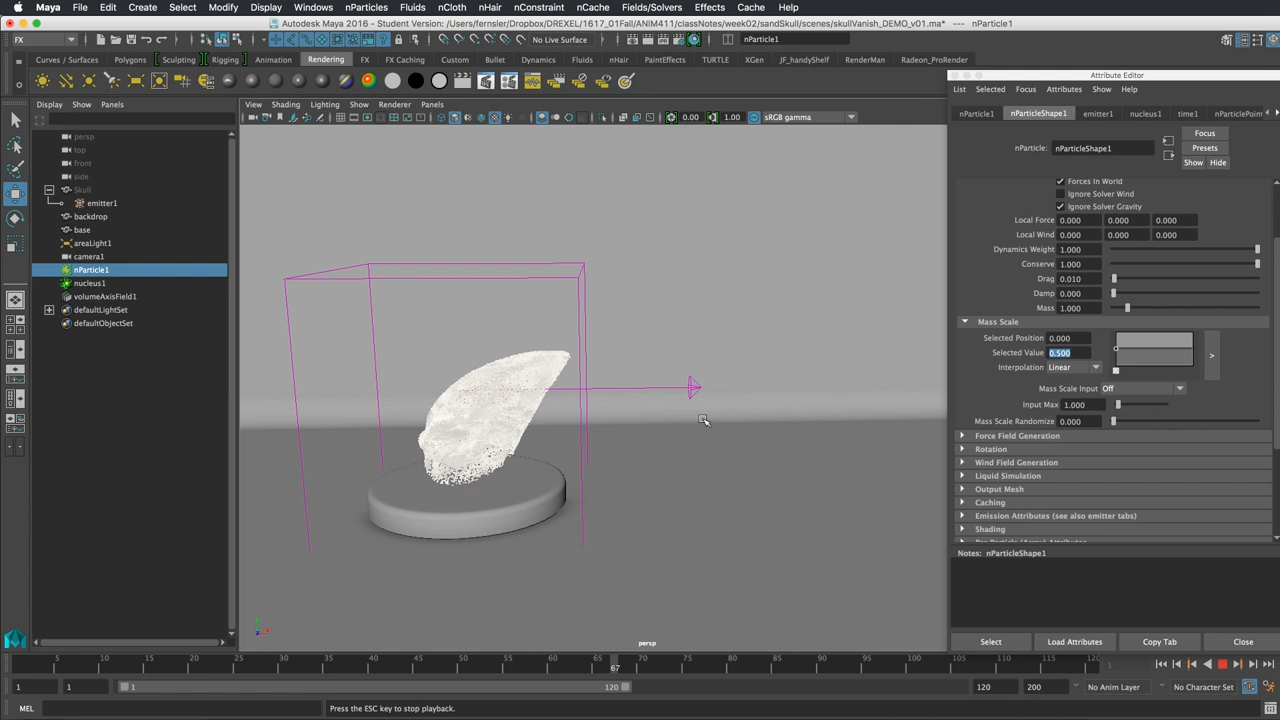 Maya File Edit Create Select Modify Display Windows nParticles Fluids nCloth nHair nConstraint nCache Fields/Solvers Effects Cache Help
Autodesk Maya 2016 - Student Version: /Users/fernsler/Dropbox/DREXEL/1617_01Fall/ANIM411/classNotes/week02/sandSkull/scenes/skullVanish_DEMO_v01.ma* --- nParticle1
FX No Live Surface nParticle1
Curves / Surfaces Polygons Sculpting Rigging Animation Rendering FX FX Caching Custom Bullet Dynamics Fluids nHair PaintEffects TURTLE XGen JF_handyShelf RenderMan Radeon_ProRender
Attribute Editor
List Selected Focus Attributes Show Help
Display Show Panels
View Shading Lighting Show Renderer Panels
0.00 1.00 sRGB gamma
nParticle1 nParticleShape1 emitter1 nucleus1 time1 nParticlePoin
Focus
nParticle: nParticleShape1 Presets
Show Hide
persp
top
front
side
Skull
emitter1
backdrop
base
areaLight1
camera1
nParticle1
nucleus1
volumeAxisField1
defaultLightSet
defaultObjectSet
Forces In World
Ignore Solver Wind
Ignore Solver Gravity
Local Force 0.000 0.000 0.000
Local Wind 0.000 0.000 0.000
Dynamics Weight 1.000
Conserve 1.000
Drag 0.010
Damp 0.000
Mass 1.000
Mass Scale
Selected Position 0.000
Selected Value 0.500
Interpolation Linear >
Mass Scale Input Off
Input Max 1.000
Mass Scale Randomize 0.000
Force Field Generation
Rotation
Wind Field Generation
Liquid Simulation
Output Mesh
Caching
Emission Attributes (see also emitter tabs)
Shading
Notes: nParticleShape1
persp
Select Load Attributes Copy Tab Close
5 10 15 20 25 30 35 40 45 50 55 60 67 70 75 80 85 90 95 100 105 110 115 120 1
1 1 1 120 120 200 No Anim Layer No Character Set
MEL Press the ESC key to stop playback.